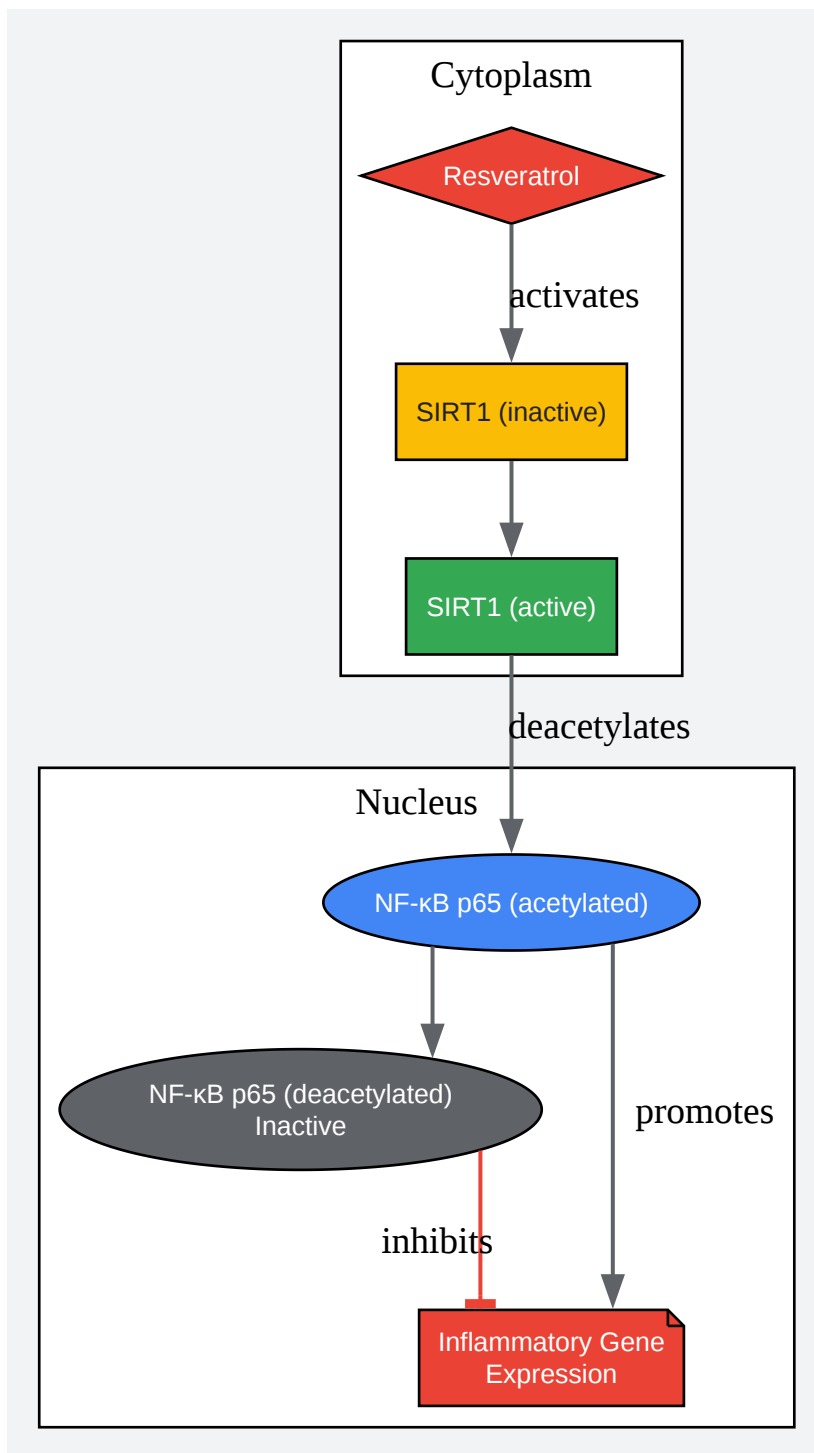 Cytoplasm
Resveratrol
activates
SIRT1 (inactive)
SIRT1 (active)
deacetylates
Nucleus
NF-κB p65 (acetylated)
NF-κB p65 (deacetylated)
Inactive
promotes
inhibits
Inflammatory Gene
Expression